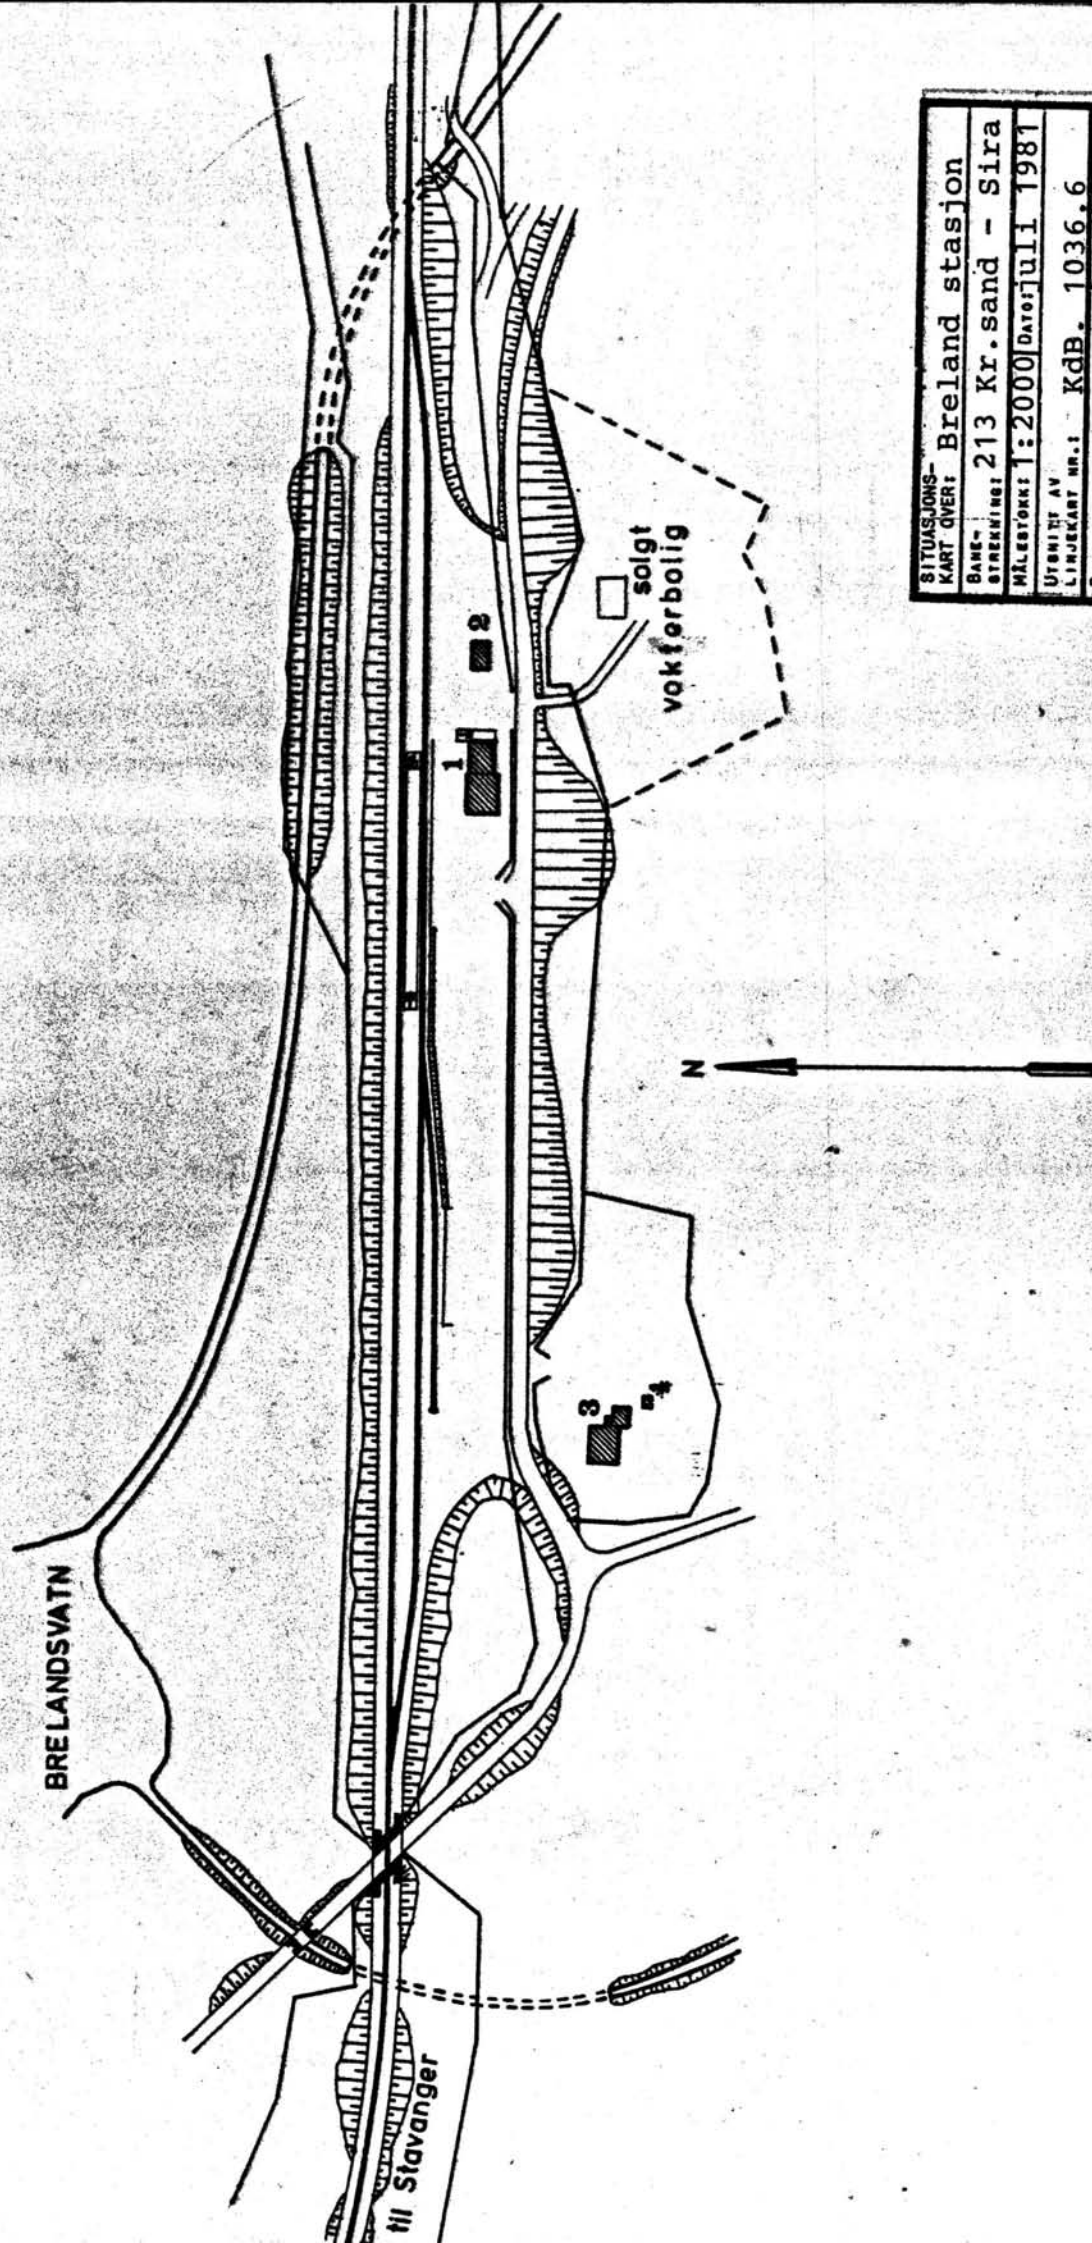 BRELANDSVATN
till Stavanger
3
4
N
1
2
solgt
vokterbolig
SITUASJONS-
KART OVER: Breland stasjon
BANE-
STREKNING: 213 Kr.sand - Sira
MÅLESTOKK: 1:2000 DATO: juli 1981
UTSNITT AV
LINJEKART NR.: KdB. 1036.6